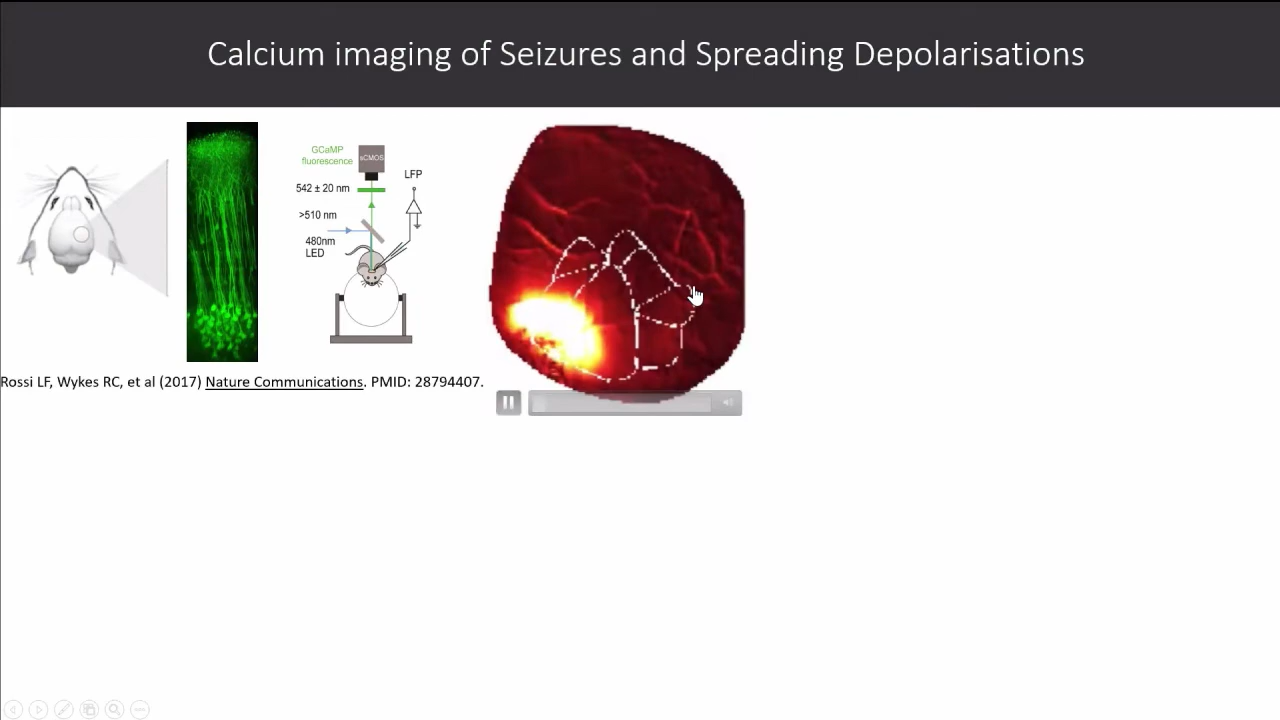 Calcium imaging of Seizures and Spreading Depolarisations
GCaMP
fluorescence
sCMOS
LFP
542 ± 20 nm
>510 nm
480nm
LED
Rossi LF, Wykes RC, et al (2017) Nature Communications. PMID: 28794407.